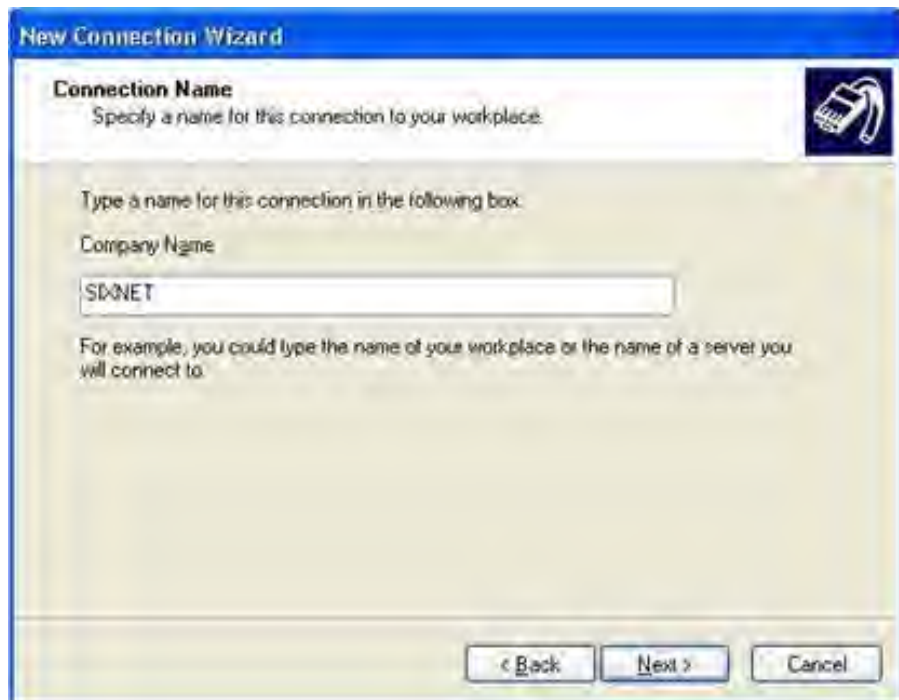 New Connection Wizard
Connection Name
Specify a name for this connection to your workplace.
Type a name for this connection in the following box.
Company Name
SIXNET
For example, you could type the name of your workplace or the name of a server you
will connect to.
< Back
Next >
Cancel